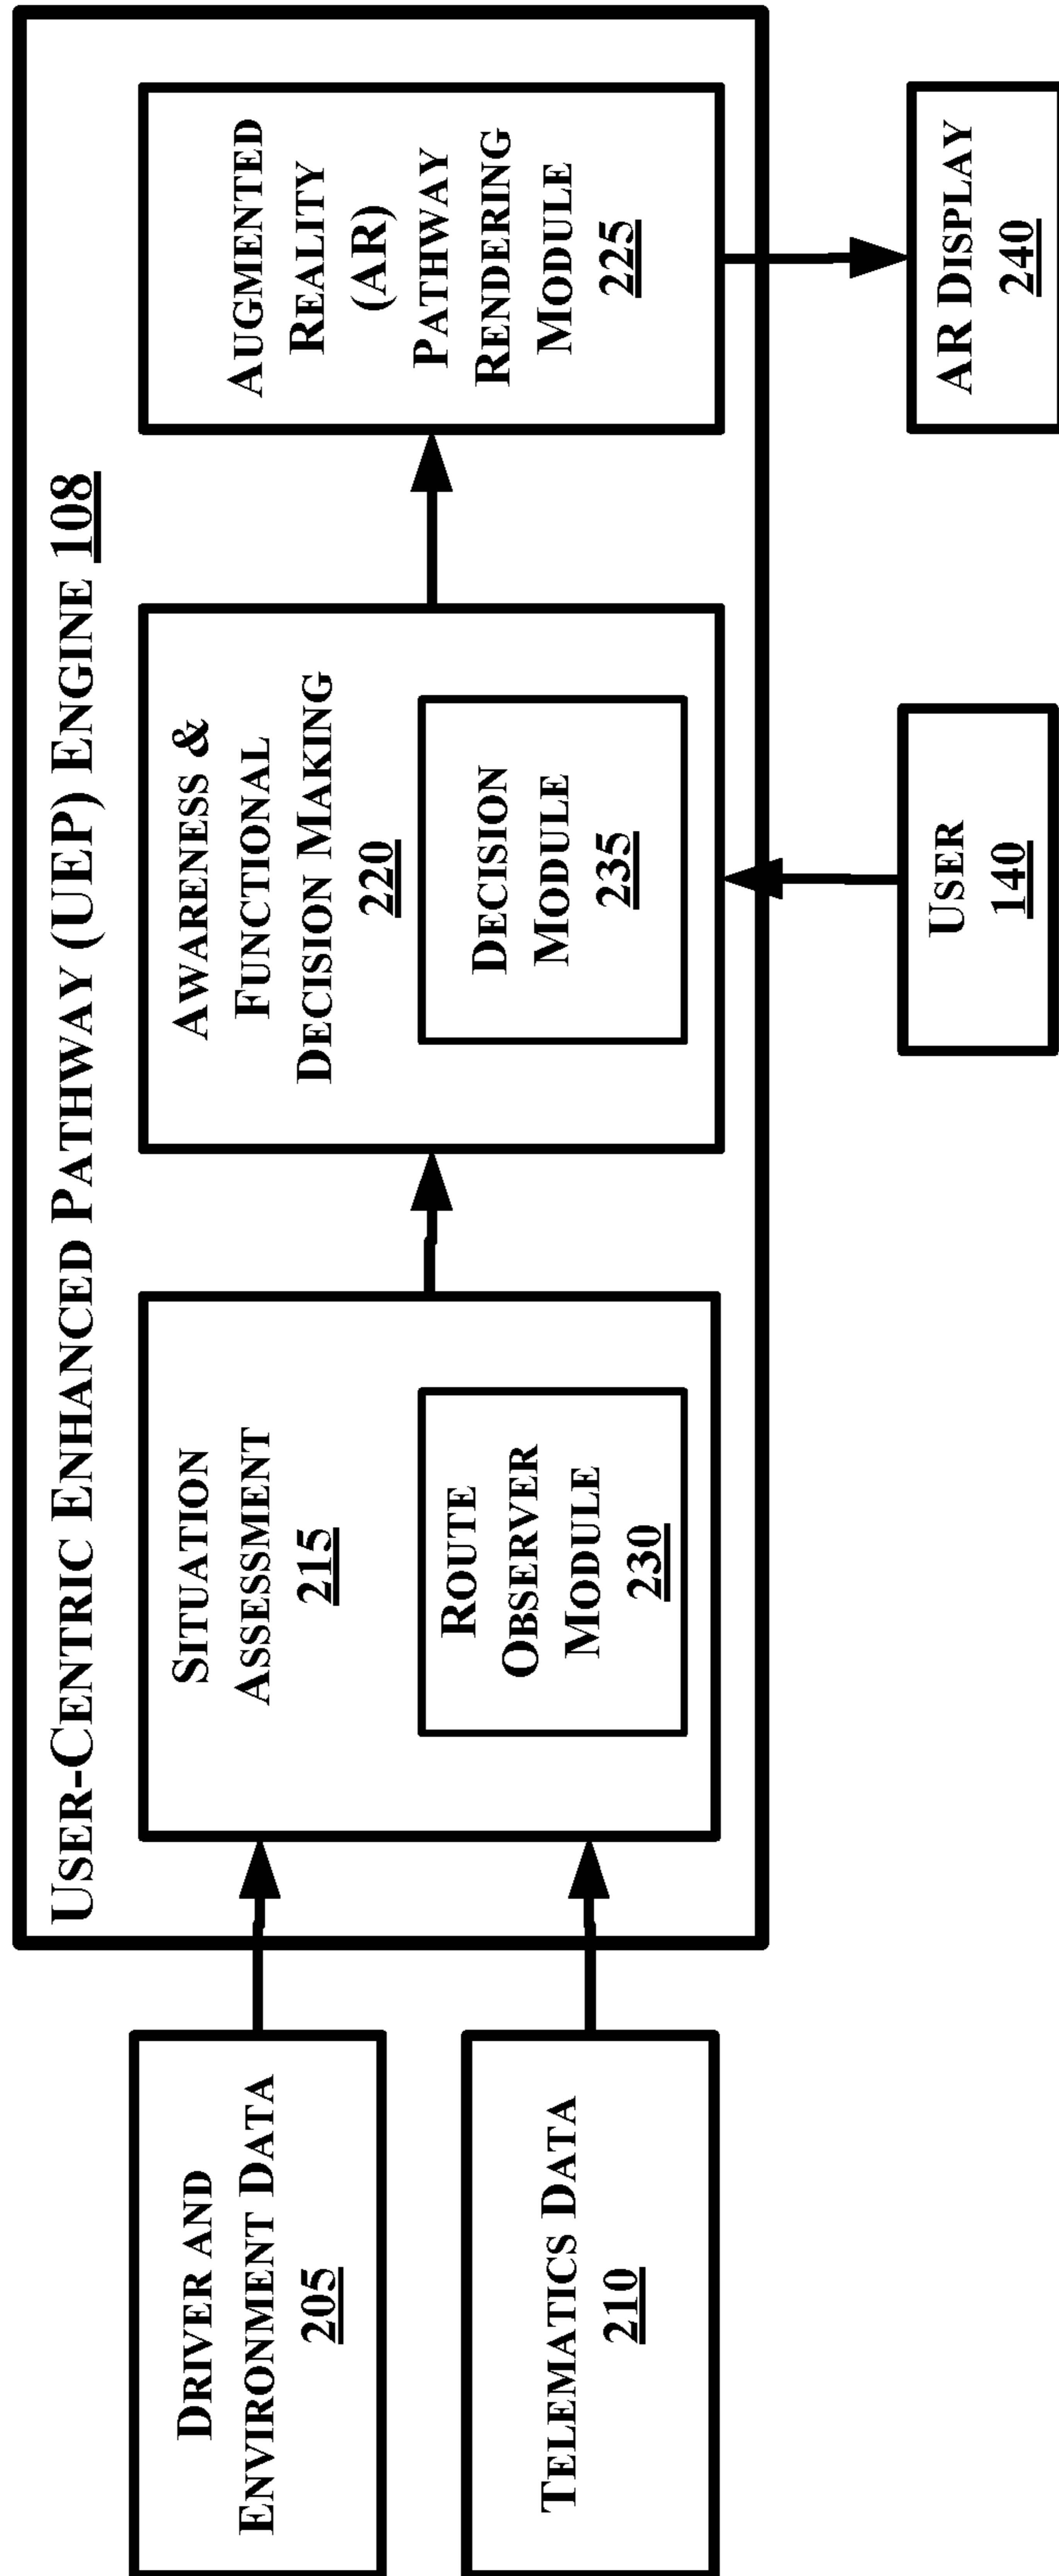 USER-CENTRIC ENHANCED PATHWAY (UEP) ENGINE 108
DRIVER AND
ENVIRONMENT DATA
205
TELEMATICS DATA
210
SITUATION
ASSESSMENT
215
ROUTE
OBSERVER
MODULE
230
AWARENESS &
FUNCTIONAL
DECISION MAKING
220
DECISION
MODULE
235
AUGMENTED
REALITY
(AR)
PATHWAY
RENDERING
MODULE
225
USER
140
AR DISPLAY
240